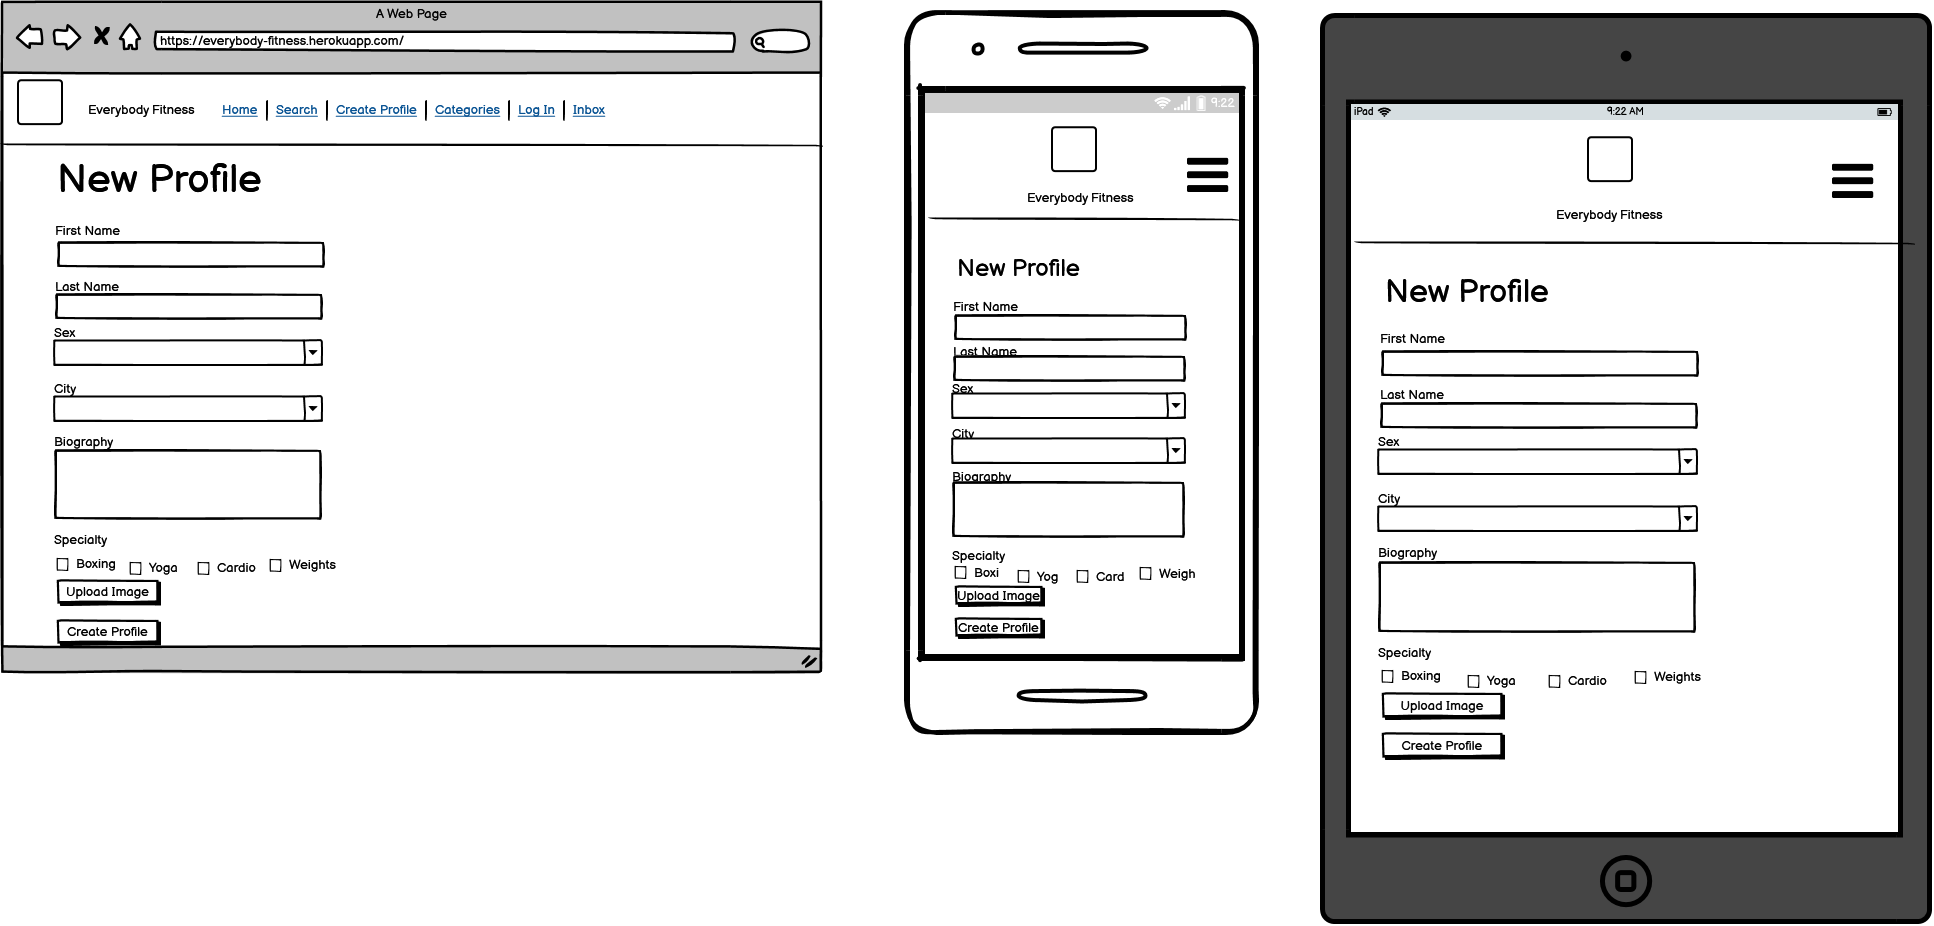 A Web Page
https://everybody-fitness.herokuapp.com/
Everybody Fitness Home Search Create Profile Categories Log In Inbox
New Profile
First Name
Last Name
Sex
City
Biography
Specialty
Boxing Yoga Cardio Weights
Upload Image
Create Profile
9:22
Everybody Fitness
New Profile
First Name
Last Name
Sex
City
Biography
Specialty
Boxi Yog Card Weigh
Upload Image
Create Profile
iPad 9:22 AM
Everybody Fitness
New Profile
First Name
Last Name
Sex
City
Biography
Specialty
Boxing Yoga Cardio Weights
Upload Image
Create Profile